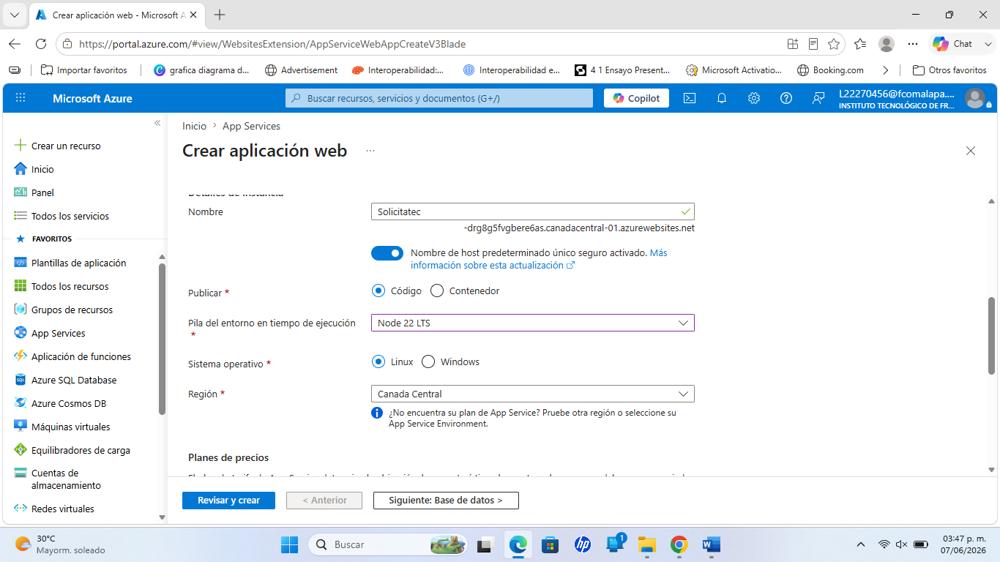 Crear aplicación web - Microsoft A
https://portal.azure.com/#view/WebsitesExtension/AppServiceWebAppCreateV3Blade
Chat
Importar favoritos
grafica diagrama d...
Advertisement
Interoperabilidad:...
Interoperabilidad e...
4 1 Ensayo Present...
Microsoft Activatio...
Booking.com
Otros favoritos
Microsoft Azure
Buscar recursos, servicios y documentos (G+/)
Copilot
L22270456@fcomalapa....
INSTITUTO TECNOLÓGICO DE FR...
Crear un recurso
Inicio
Panel
Todos los servicios
FAVORITOS
Plantillas de aplicación
Todos los recursos
Grupos de recursos
App Services
Aplicación de funciones
Azure SQL Database
Azure Cosmos DB
Máquinas virtuales
Equilibradores de carga
Cuentas de
almacenamiento
Redes virtuales
Inicio > App Services
Crear aplicación web ...
Detalles de instancia
Nombre
Solicitatec
-drg8g5fvgbere6as.canadacentral-01.azurewebsites.net
Nombre de host predeterminado único seguro activado. Más
información sobre esta actualización
Publicar *
Código
Contenedor
Pila del entorno en tiempo de ejecución
*
Node 22 LTS
Sistema operativo *
Linux
Windows
Región *
Canada Central
¿No encuentra su plan de App Service? Pruebe otra región o seleccione su
App Service Environment.
Planes de precios
Revisar y crear
< Anterior
Siguiente: Base de datos >
30°C
Mayorm. soleado
Buscar
1
03:47 p. m.
07/06/2026